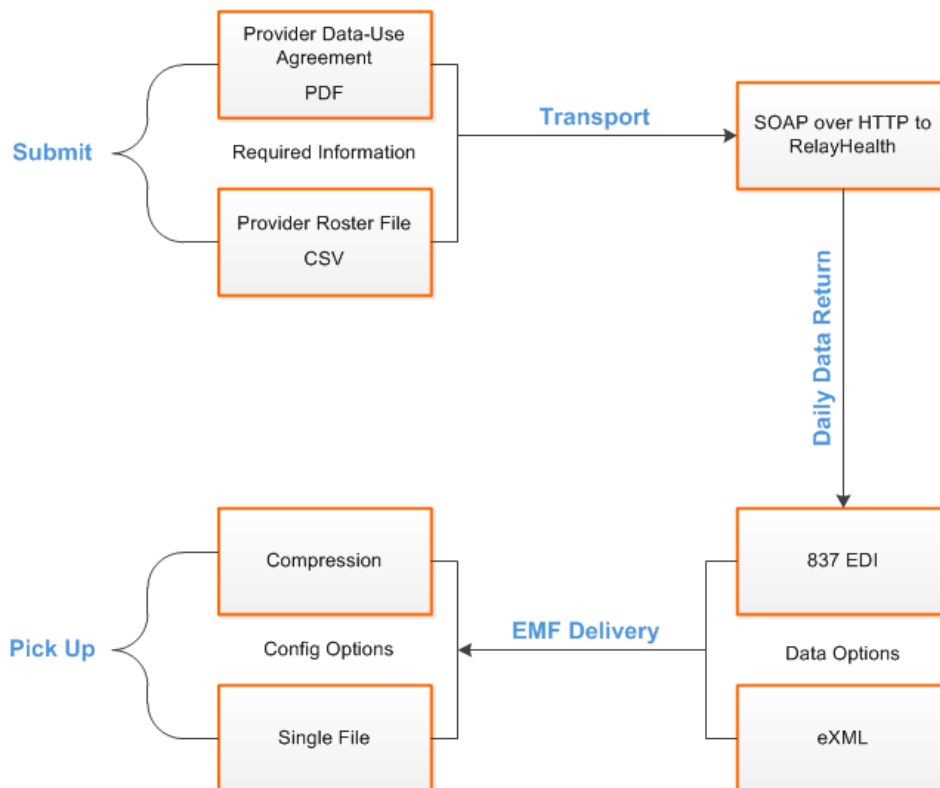 Provider Data-Use
Agreement
PDF
Submit
Required Information
Provider Roster File
CSV
Transport
SOAP over HTTP to
RelayHealth
Daily Data Return
837 EDI
Data Options
eXML
EMF Delivery
Compression
Config Options
Single File
Pick Up